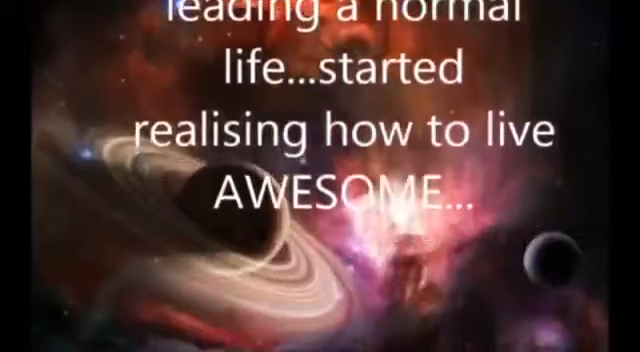 leading a normal
life...started
realising how to live
AWESOME...